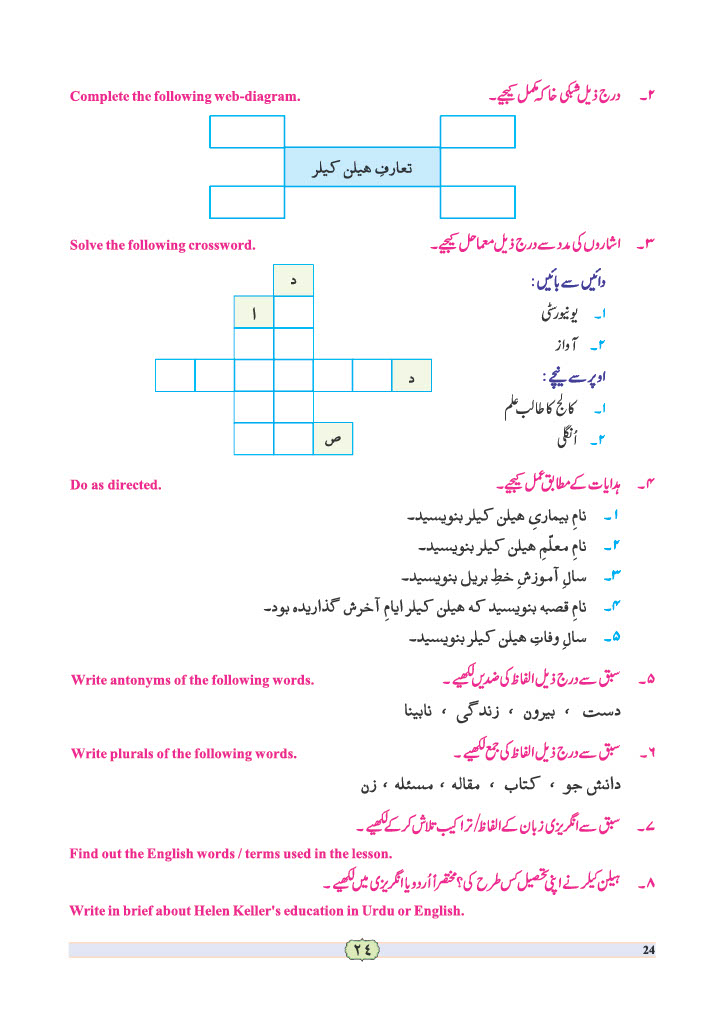 ۲۔ درج ذیل شبکی خاکہ مکمل کیجیے۔ Complete the following web-diagram.
تعارفِ هیلن کیلر
۳۔ اشاروں کی مدد سے درج ذیل معما حل کیجیے۔ Solve the following crossword.
دائیں سے بائیں :
۱۔ یونیورسٹی
۲۔ آواز
اوپر سے نیچے :
۱۔ کالج کا طالب علم
۲۔ اُنگلی
د
ا
د
ص
۴۔ ہدایات کے مطابق عمل کیجیے۔ Do as directed.
۱۔ نامِ بیماریِ هیلن کیلر بنویسید۔
۲۔ نامِ معلّمِ هیلن کیلر بنویسید۔
۳۔ سالِ آموزشِ خطِ بریل بنویسید۔
۴۔ نامِ قصبه بنویسید که هیلن کیلر ایامِ آخرش گذاریده بود۔
۵۔ سالِ وفاتِ هیلن کیلر بنویسید۔
۵۔ سبق سے درج ذیل الفاظ کی ضدیں لکھیے ۔ Write antonyms of the following words.
دست ، بیرون ، زندگی ، نابینا
۶۔ سبق سے درج ذیل الفاظ کی جمع لکھیے ۔ Write plurals of the following words.
دانش جو ، کتاب ، مقاله ، مسئله ، زن
۷۔ سبق سے انگریزی زبان کے الفاظ/ تراکیب تلاش کر کے لکھیے ۔
Find out the English words / terms used in the lesson.
۸۔ ہیلن کیلر نے اپنی تحصیل کس طرح کی؟ مختصراً اُردو یا انگریزی میں لکھیے ۔
Write in brief about Helen Keller's education in Urdu or English.
۲٤
24